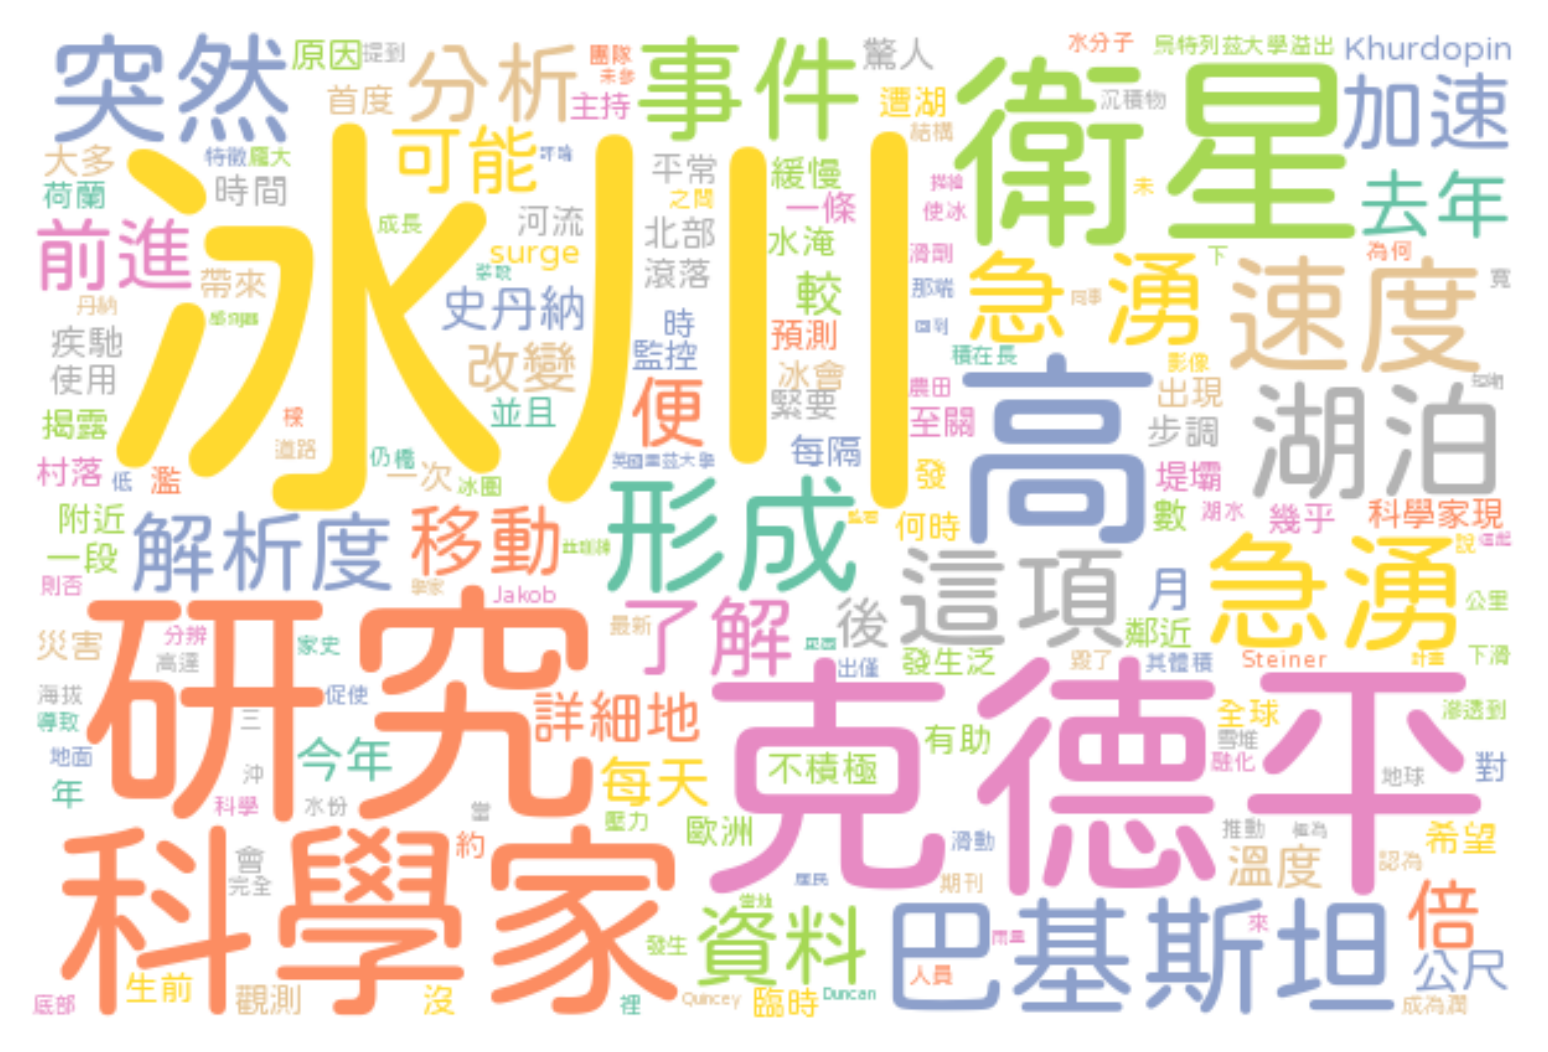 突然
原因
提到
分析
團隊
未參
事件
驚人
水分子
烏特列茲大學溢出
Khurdopin
首度
主持
遭湖
沉積物
衛星
加速
大多
特徵
龐大
可能
平常
緩慢
結構
荷蘭
時間
冰川
之間
一條
使冰
未
去年
成長
河流
北部
水淹
前進
surge
滾落
滑劑
下
為何
帶來
史丹納
較
那端
急湧
同事
速度
寬
丹納
時
預測
疾馳
改變
監控
積在長
影像
使用
冰會
緊要
農田
高
出現
湖泊
揭露
樑
並且
便
至關
步調
道路
仍橋
每隔
村落
低
濫
一次
冰團
發
堤壩
附近
解析度
移動
形成
何時
數
湖水
幾乎
科學家現
一段
則否
Jakob
這項
月
急湧
說
公里
研究
最新
了解
後
鄰近
災害
分辨
高達
家史
出僅
發生泛
毀了
其體積
Steiner
計畫
下滑
海拔
促使
導致
三
詳細地
克德平
有助
全球
滲透到
雪堆
地面
今年
融化
年
沖
每天
不積極
地球
對
科學
水份
壓力
歐洲
科學家
約
滑動
推動
希望
會
完全
居民
期刊
溫度
認為
資料
巴基斯坦
倍
發生
來
人員
公尺
底部
生前
觀測
沒
裡
Quincey
臨時
Duncan
成為潤